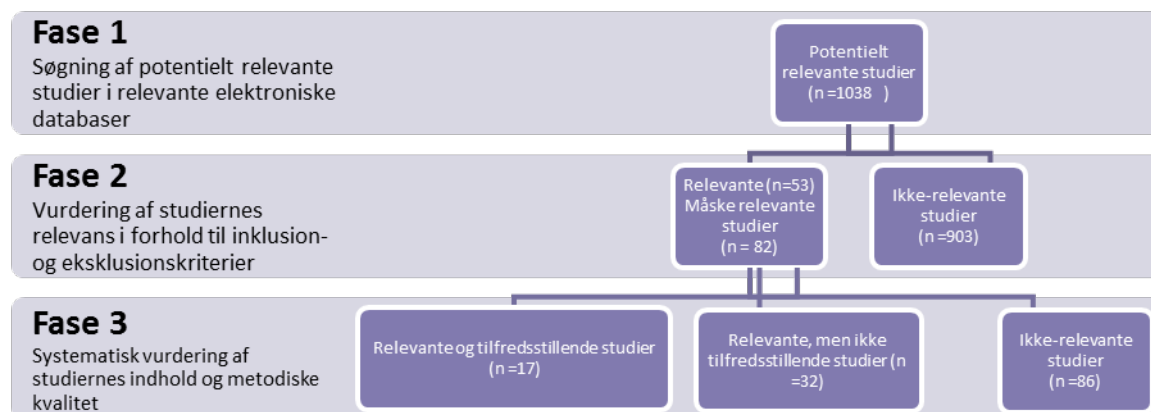 Fase 1
Søgning af potentielt relevante
studier i relevante elektroniske
databaser
Potentielt
relevante studier
(n =1038 )
Fase 2
Vurdering af studiernes
relevans i forhold til inklusion-
og eksklusionskriterier
Relevante (n=53)
Måske relevante
studier
(n = 82)
Ikke-relevante
studier
(n =903)
Fase 3
Systematisk vurdering af
studiernes indhold og metodiske
kvalitet
Relevante og tilfredsstillende studier
(n =17)
Relevante, men ikke
tilfredsstillende studier (n
=32)
Ikke-relevante
studier
(n =86)